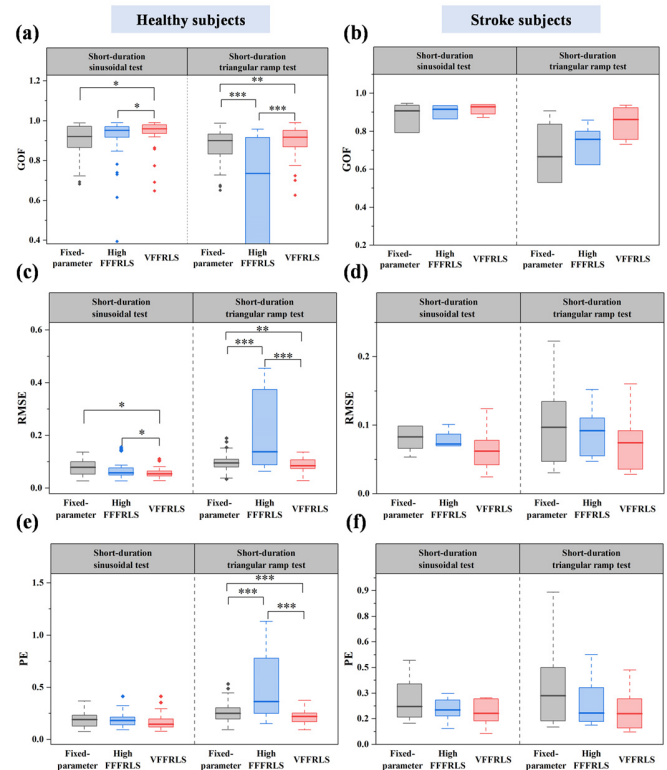 Healthy subjects
Stroke subjects
(a)
Short-duration
sinusoidal test
Short-duration
triangular ramp test
GOF
1.2
1.0
0.8
0.6
0.4
*
*
**
***
***
Fixed-
parameter
High
FFFRLS
VFFRLS
Fixed-
parameter
High
FFFRLS
VFFRLS
(b)
Short-duration
sinusoidal test
Short-duration
triangular ramp test
GOF
1.0
0.8
0.6
0.4
0.2
Fixed-
parameter
High
FFFRLS
VFFRLS
Fixed-
parameter
High
FFFRLS
VFFRLS
(c)
Short-duration
sinusoidal test
Short-duration
triangular ramp test
RMSE
0.6
0.4
0.2
0.0
*
*
**
***
***
Fixed-
parameter
High
FFFRLS
VFFRLS
Fixed-
parameter
High
FFFRLS
VFFRLS
(d)
Short-duration
sinusoidal test
Short-duration
triangular ramp test
RMSE
0.2
0.1
0.0
Fixed-
parameter
High
FFFRLS
VFFRLS
Fixed-
parameter
High
FFFRLS
VFFRLS
(e)
Short-duration
sinusoidal test
Short-duration
triangular ramp test
PE
1.5
1.0
0.5
0.0
***
***
***
Fixed-
parameter
High
FFFRLS
VFFRLS
Fixed-
parameter
High
FFFRLS
VFFRLS
(f)
Short-duration
sinusoidal test
Short-duration
triangular ramp test
PE
0.9
0.8
0.6
0.5
0.3
0.2
0.0
Fixed-
parameter
High
FFFRLS
VFFRLS
Fixed-
parameter
High
FFFRLS
VFFRLS